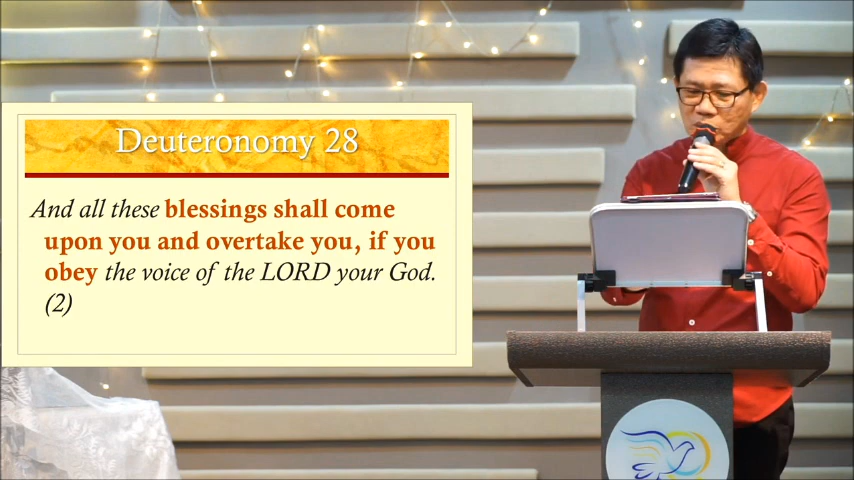 Deuteronomy 28
And all these blessings shall come
upon you and overtake you, if you
obey the voice of the LORD your God.
(2)